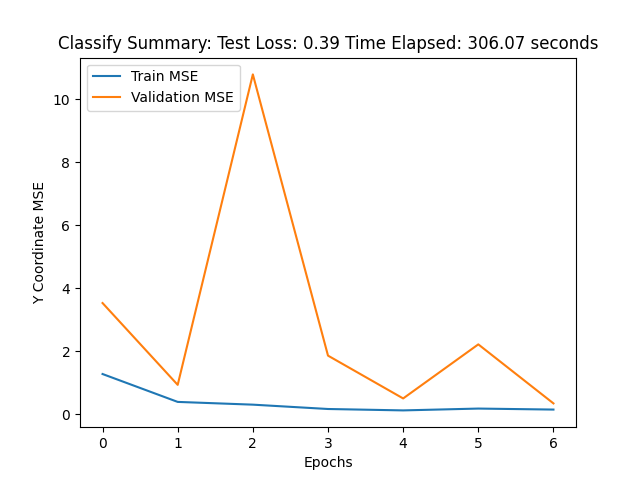 Classify Summary: Test Loss: 0.39 Time Elapsed: 306.07 seconds
Train MSE
Validation MSE
10
8
6
4
2
0
Y Coordinate MSE
0 1 2 3 4 5 6
Epochs